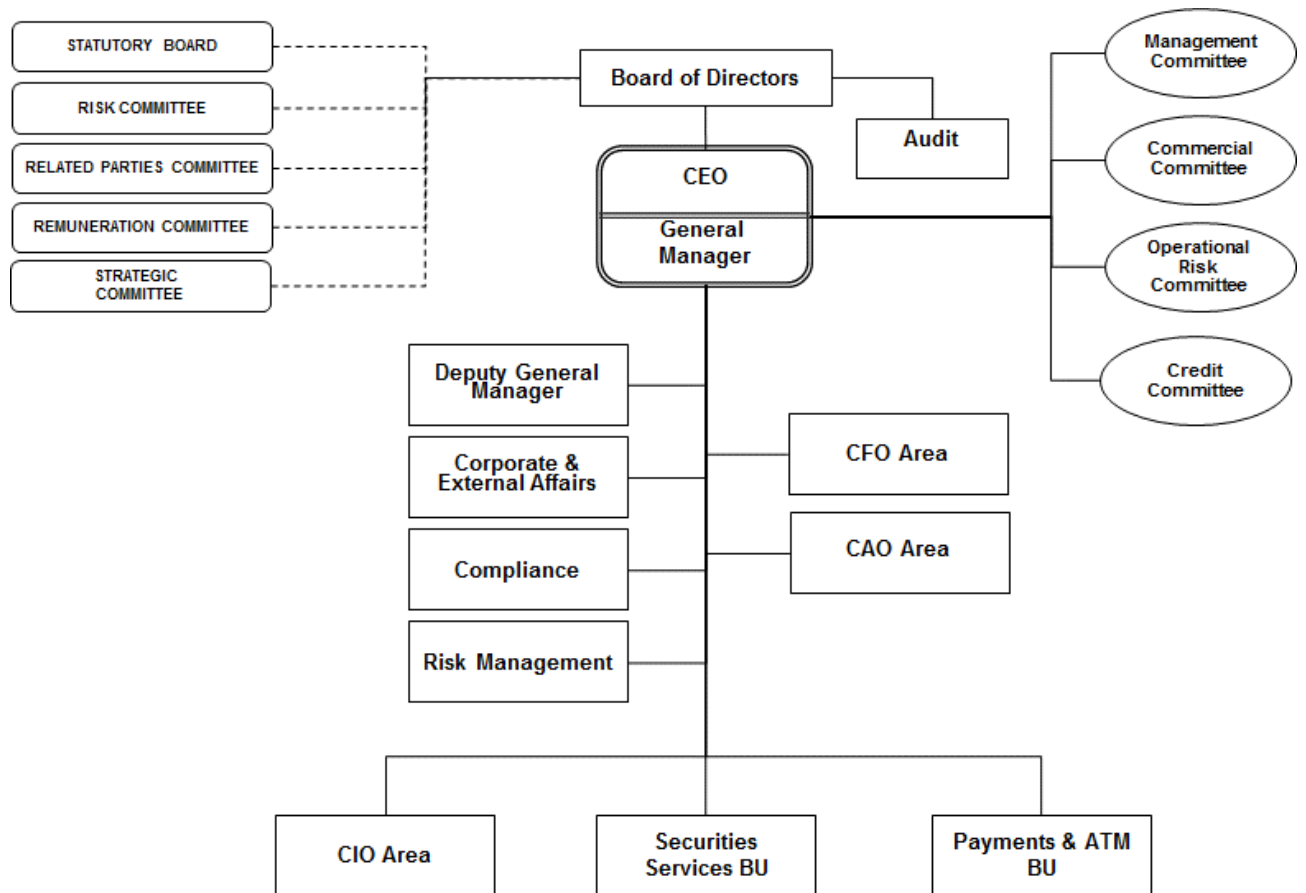 STATUTORY BOARD
RISK COMMITTEE
RELATED PARTIES COMMITTEE
REMUNERATION COMMITTEE
STRATEGIC
COMMITTEE
Board of Directors
Audit
CEO
General
Manager
Management
Committee
Commercial
Committee
Operational
Risk
Committee
Credit
Committee
Deputy General
Manager
Corporate &
External Affairs
Compliance
Risk Management
CFO Area
CAO Area
CIO Area
Securities
Services BU
Payments & ATM
BU